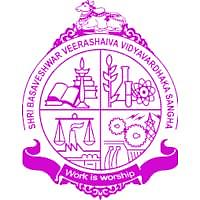 SHRI BASAVESHWAR VEERASHAIVA VIDYAVARDHAKA SANGHA
Work is worship